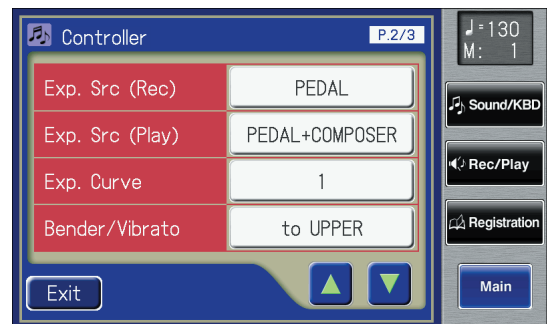 Controller P.2/3
Exp. Src (Rec) PEDAL
Exp. Src (Play) PEDAL+COMPOSER
Exp. Curve 1
Bender/Vibrato to UPPER
Exit
♩=130
M: 1
Sound/KBD
Rec/Play
Registration
Main